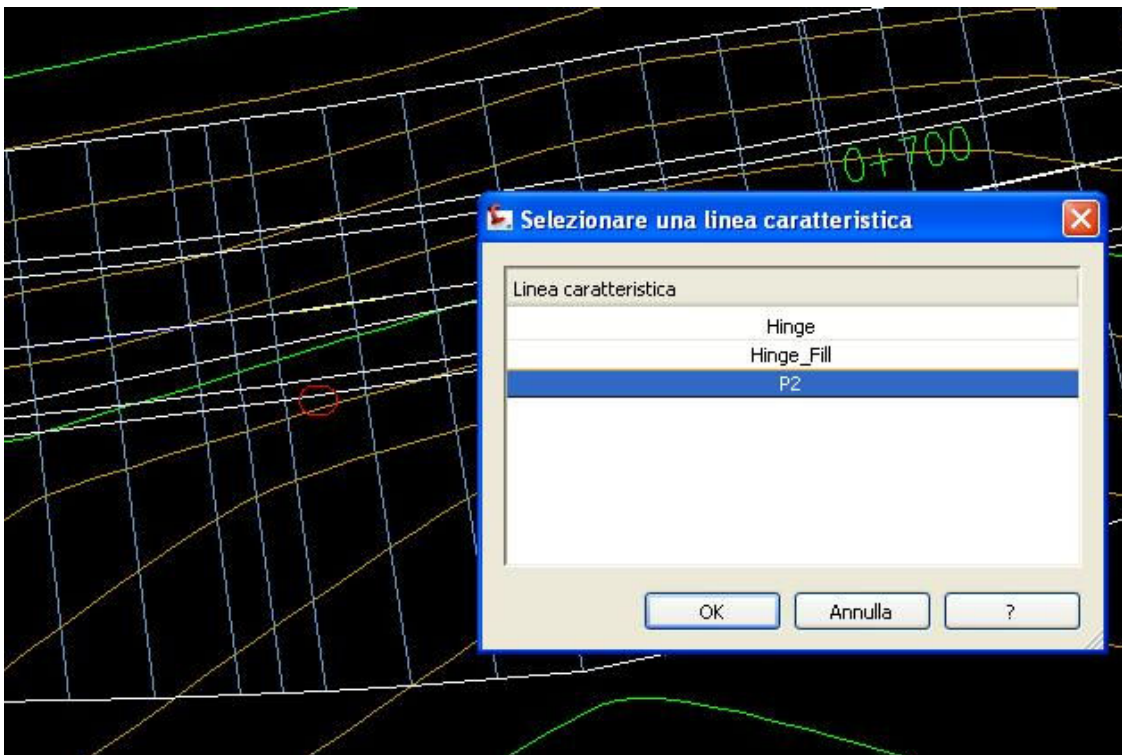 0+700
Selezionare una linea caratteristica
Linea caratteristica
Hinge
Hinge_Fill
P2
OK
Annulla
?